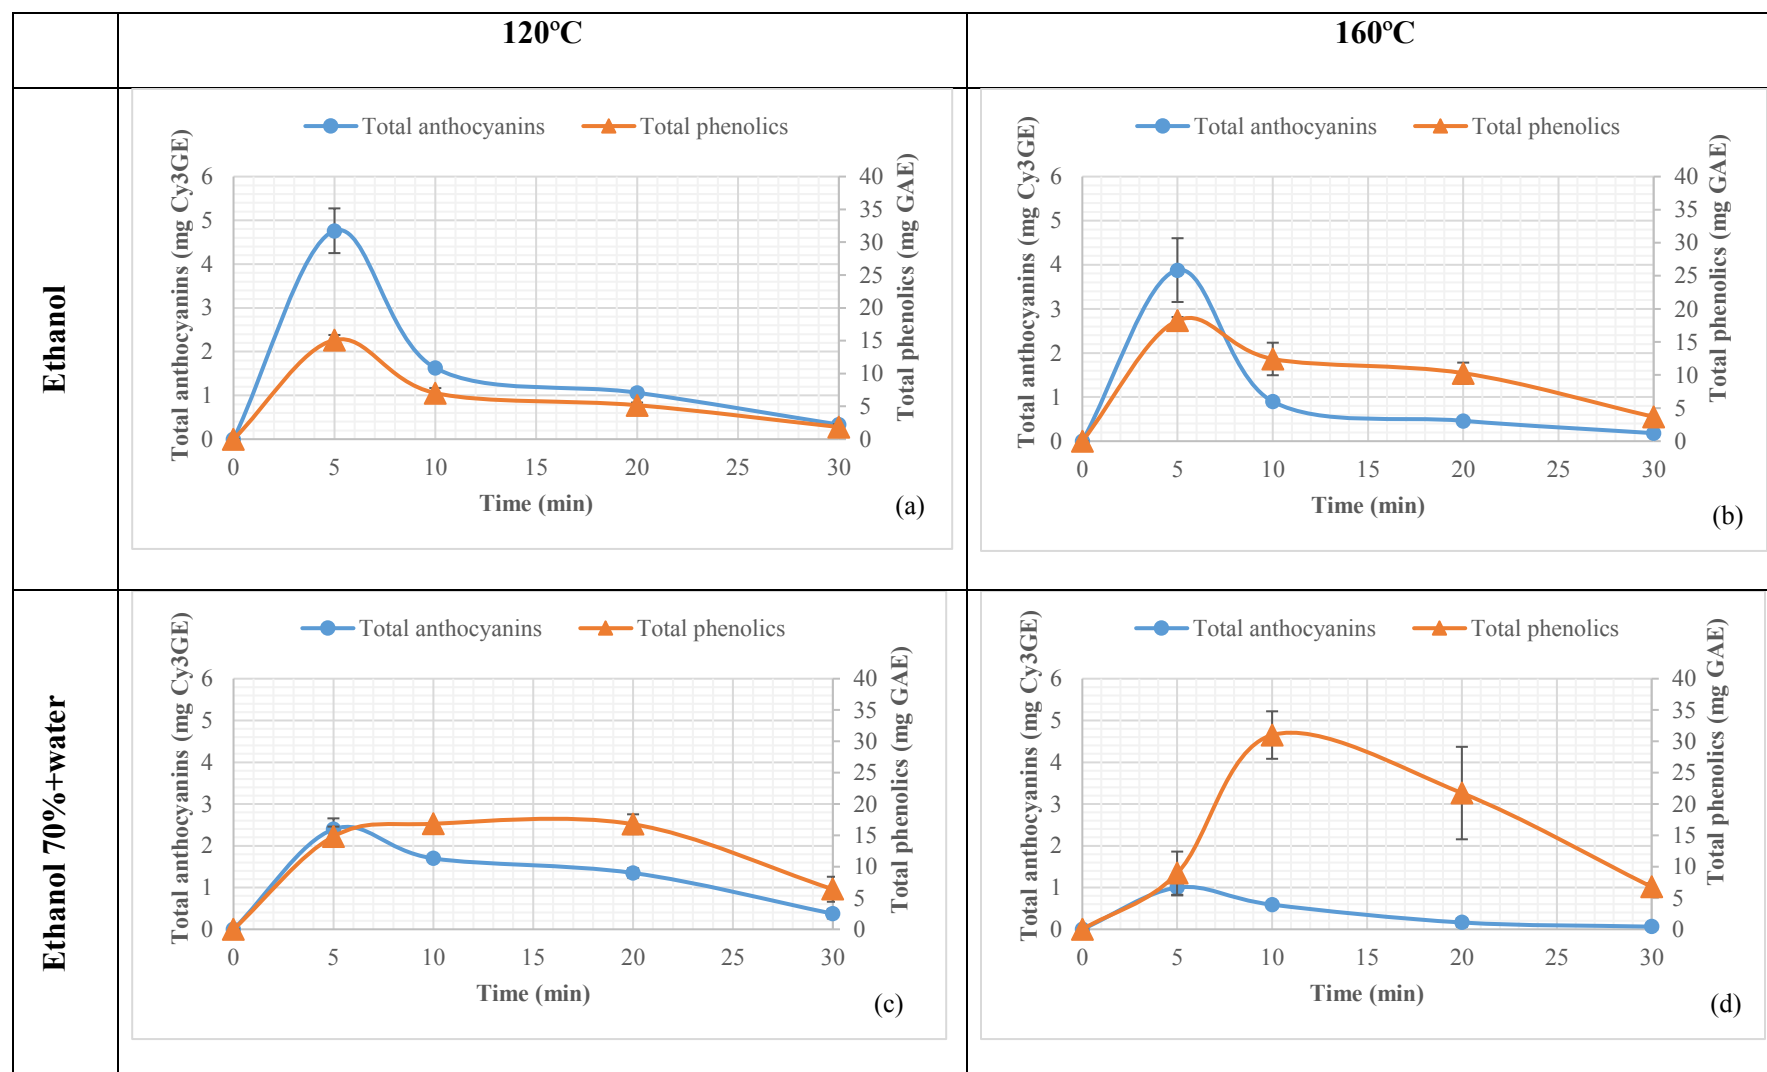 120ºC
160ºC
Ethanol
Total anthocyanins
Total phenolics
Total anthocyanins (mg Cy3GE)
6
5
4
3
2
1
0
40
35
30
25
20
15
10
5
0
Total phenolics (mg GAE)
0 5 10 15 20 25 30
Time (min)
(a)
Total anthocyanins
Total phenolics
Total anthocyanins (mg Cy3GE)
6
5
4
3
2
1
0
40
35
30
25
20
15
10
5
0
Total phenolics (mg GAE)
0 5 10 15 20 25 30
Time (min)
(b)
Ethanol 70%+water
Total anthocyanins
Total phenolics
Total anthocyanins (mg Cy3GE)
6
5
4
3
2
1
0
40
35
30
25
20
15
10
5
0
Total phenolics (mg GAE)
0 5 10 15 20 25 30
Time (min)
(c)
Total anthocyanins
Total phenolics
Total anthocyanins (mg Cy3GE)
6
5
4
3
2
1
0
40
35
30
25
20
15
10
5
0
Total phenolics (mg GAE)
0 5 10 15 20 25 30
Time (min)
(d)